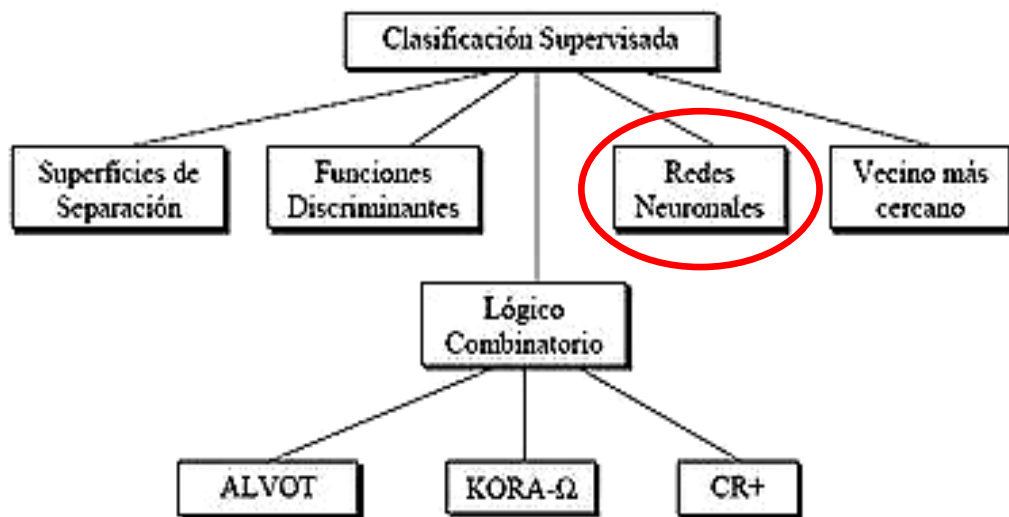 Clasificación Supervisada
Superficies de
Separación
Funciones
Discriminantes
Redes
Neuronales
Vecino más
cercano
Lógico
Combinatorio
ALVOT
KORA-Ω
CR+